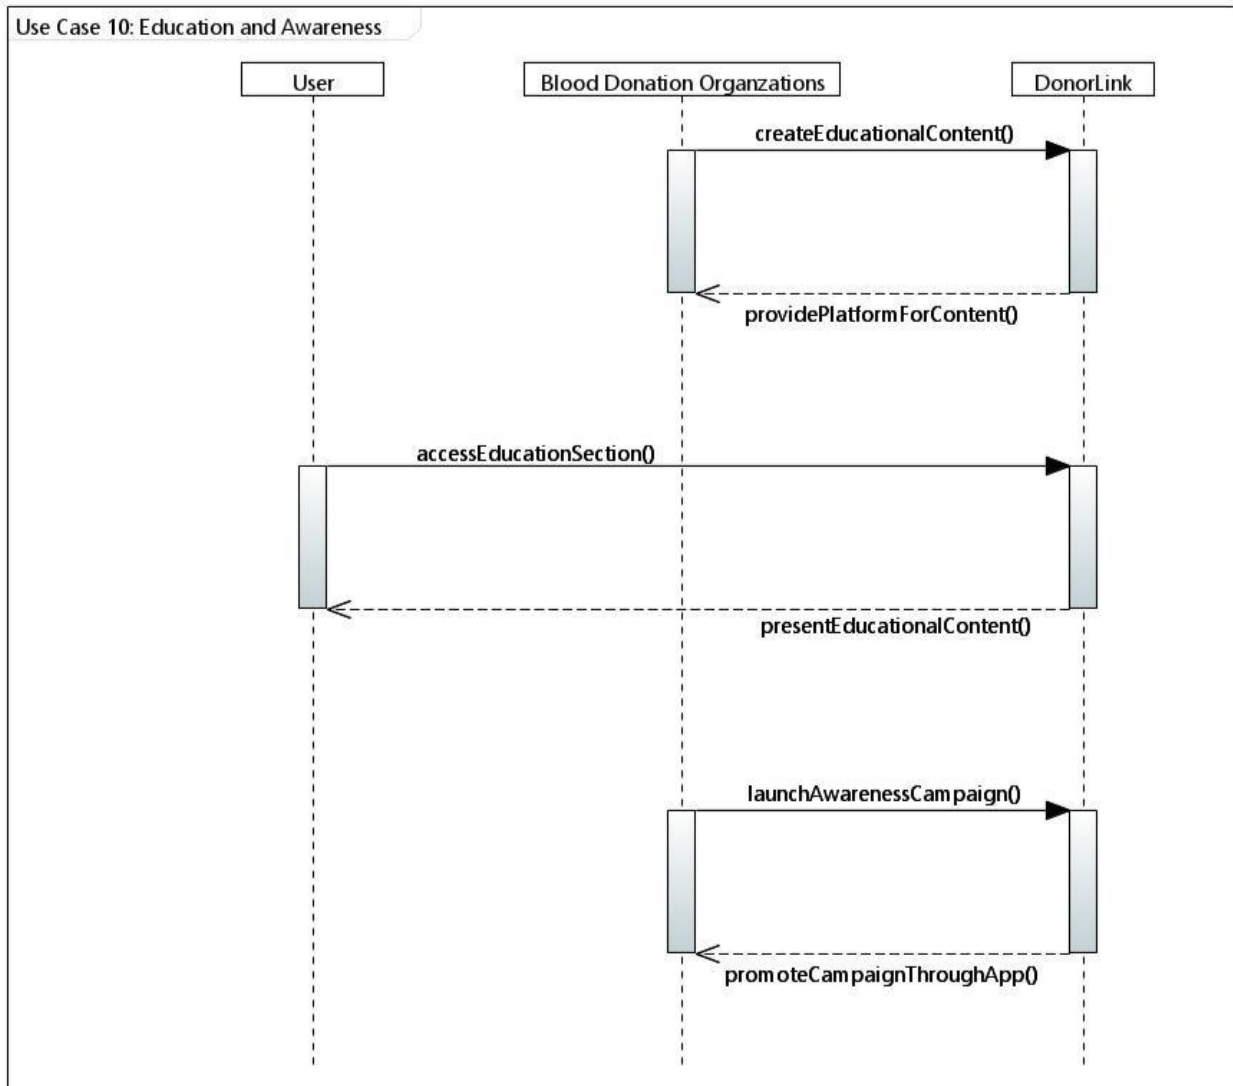 Use Case 10: Education and Awareness
User
Blood Donation Organzations
DonorLink
createEducationalContent()
providePlatformForContent()
accessEducationSection()
presentEducationalContent()
launchAwarenessCampaign()
promoteCampaignThroughApp()